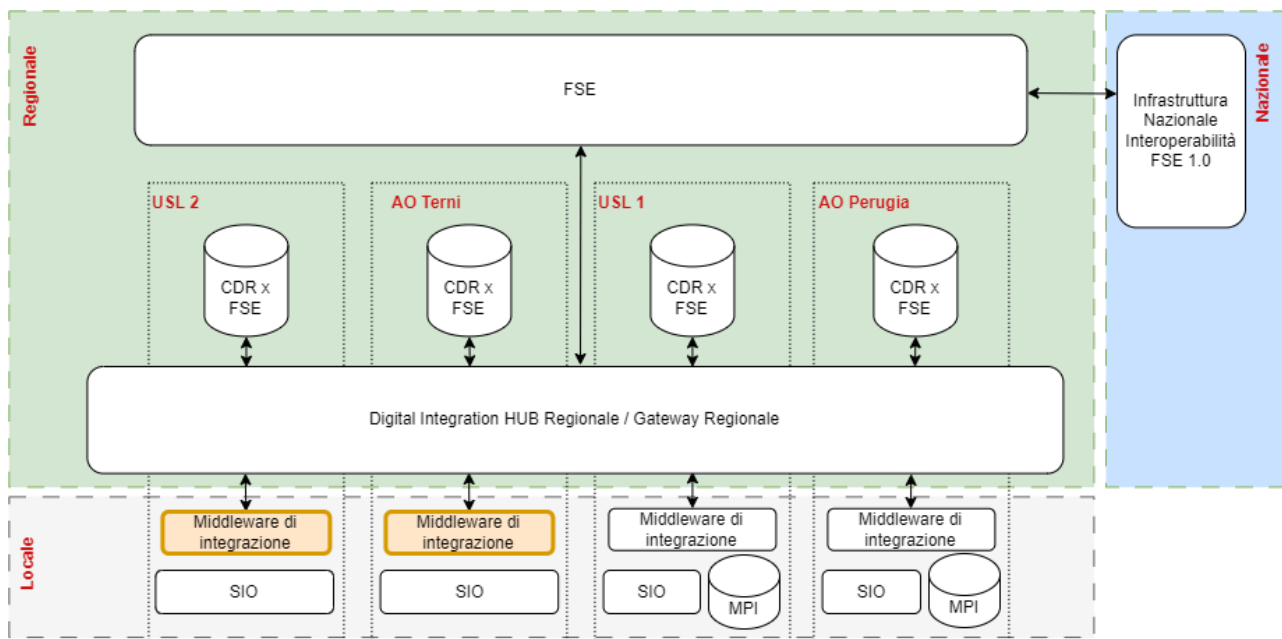 Regionale
FSE
Infrastruttura
Nazionale
Interoperabilità
FSE 1.0
Nazionale
USL 2
AO Terni
USL 1
AO Perugia
CDR x
FSE
CDR x
FSE
CDR x
FSE
CDR x
FSE
Digital Integration HUB Regionale / Gateway Regionale
Locale
Middleware di
integrazione
Middleware di
integrazione
Middleware di
integrazione
Middleware di
integrazione
SIO
SIO
SIO
MPI
SIO
MPI